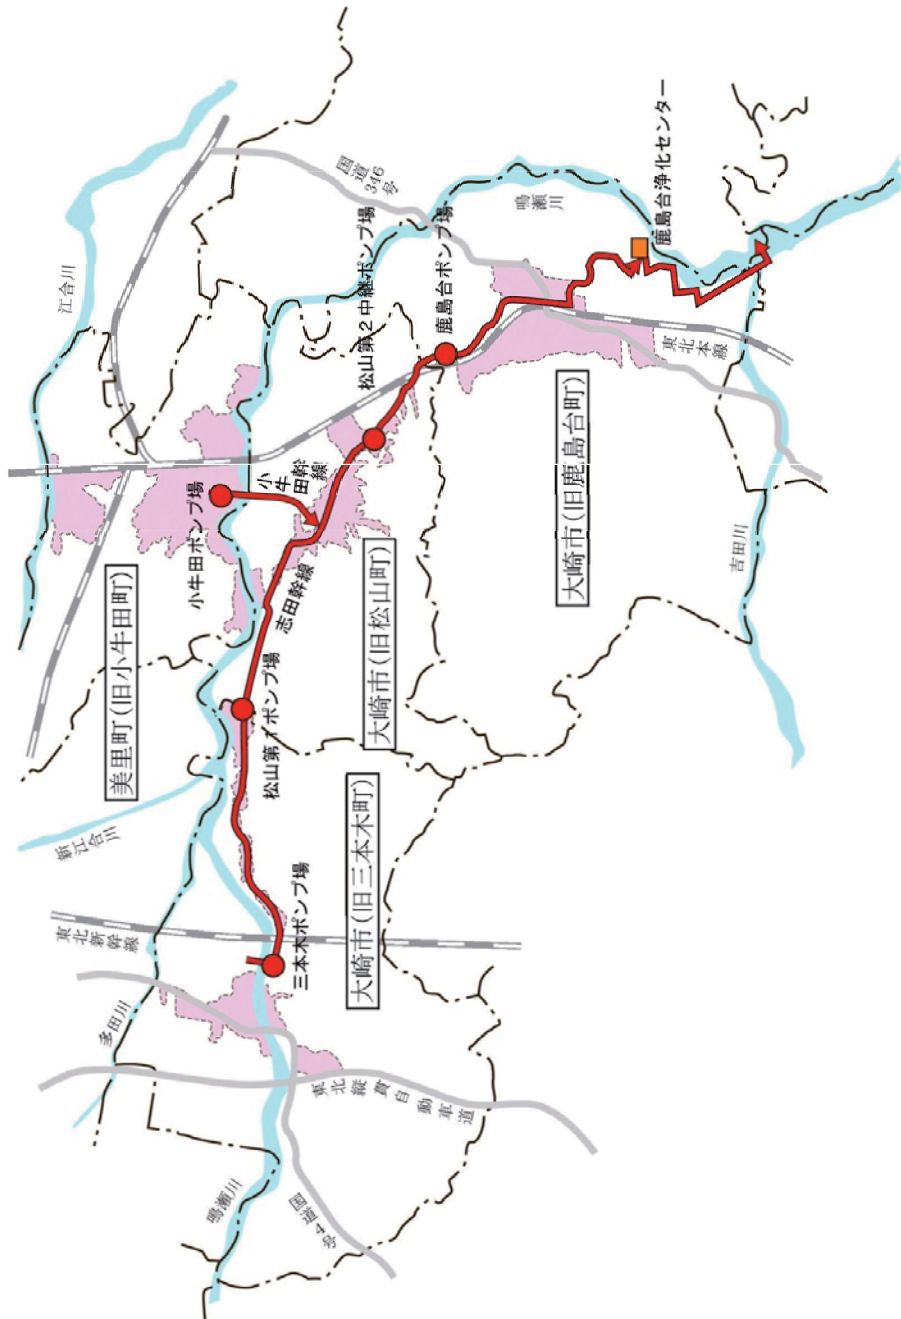 江合川
新江合川
東北新幹線
多田川
美里町(旧小牛田町)
小牛田ポンプ場
鳴瀬川
松山第1ポンプ場
小牛田幹線
志田幹線
三本木ポンプ場
国道4号
国道346号
大崎市(旧三本木町)
松山第2中継ポンプ場
大崎市(旧松山町)
東北縦貫自動車道
鹿島台ポンプ場
鳴瀬川
大崎市(旧鹿島台町)
鹿島台浄化センター
東北本線
吉田川